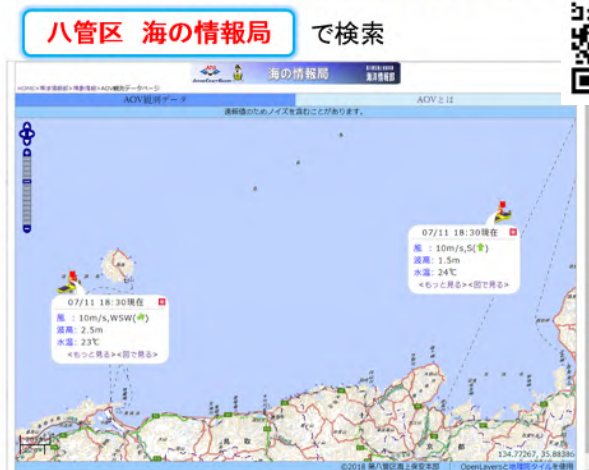 八管区 海の情報局 で検索
海の情報局
海洋情報部
AOV観測データ
AOVとは
速報値のためノイズを含むことがあります。
07/11 18:30現在
風 : 10m/s,S(
波高: 1.5m
水温: 24℃
<もっと見る><図で見る>
07/11 18:30現在
風 : 10m/s,WSW(
波高: 2.5m
水温: 23℃
<もっと見る><図で見る>
鳥 取
134.77267, 35.88386
©2018 第八管区海上保安本部
OpenLayersと地理院タイルを使用